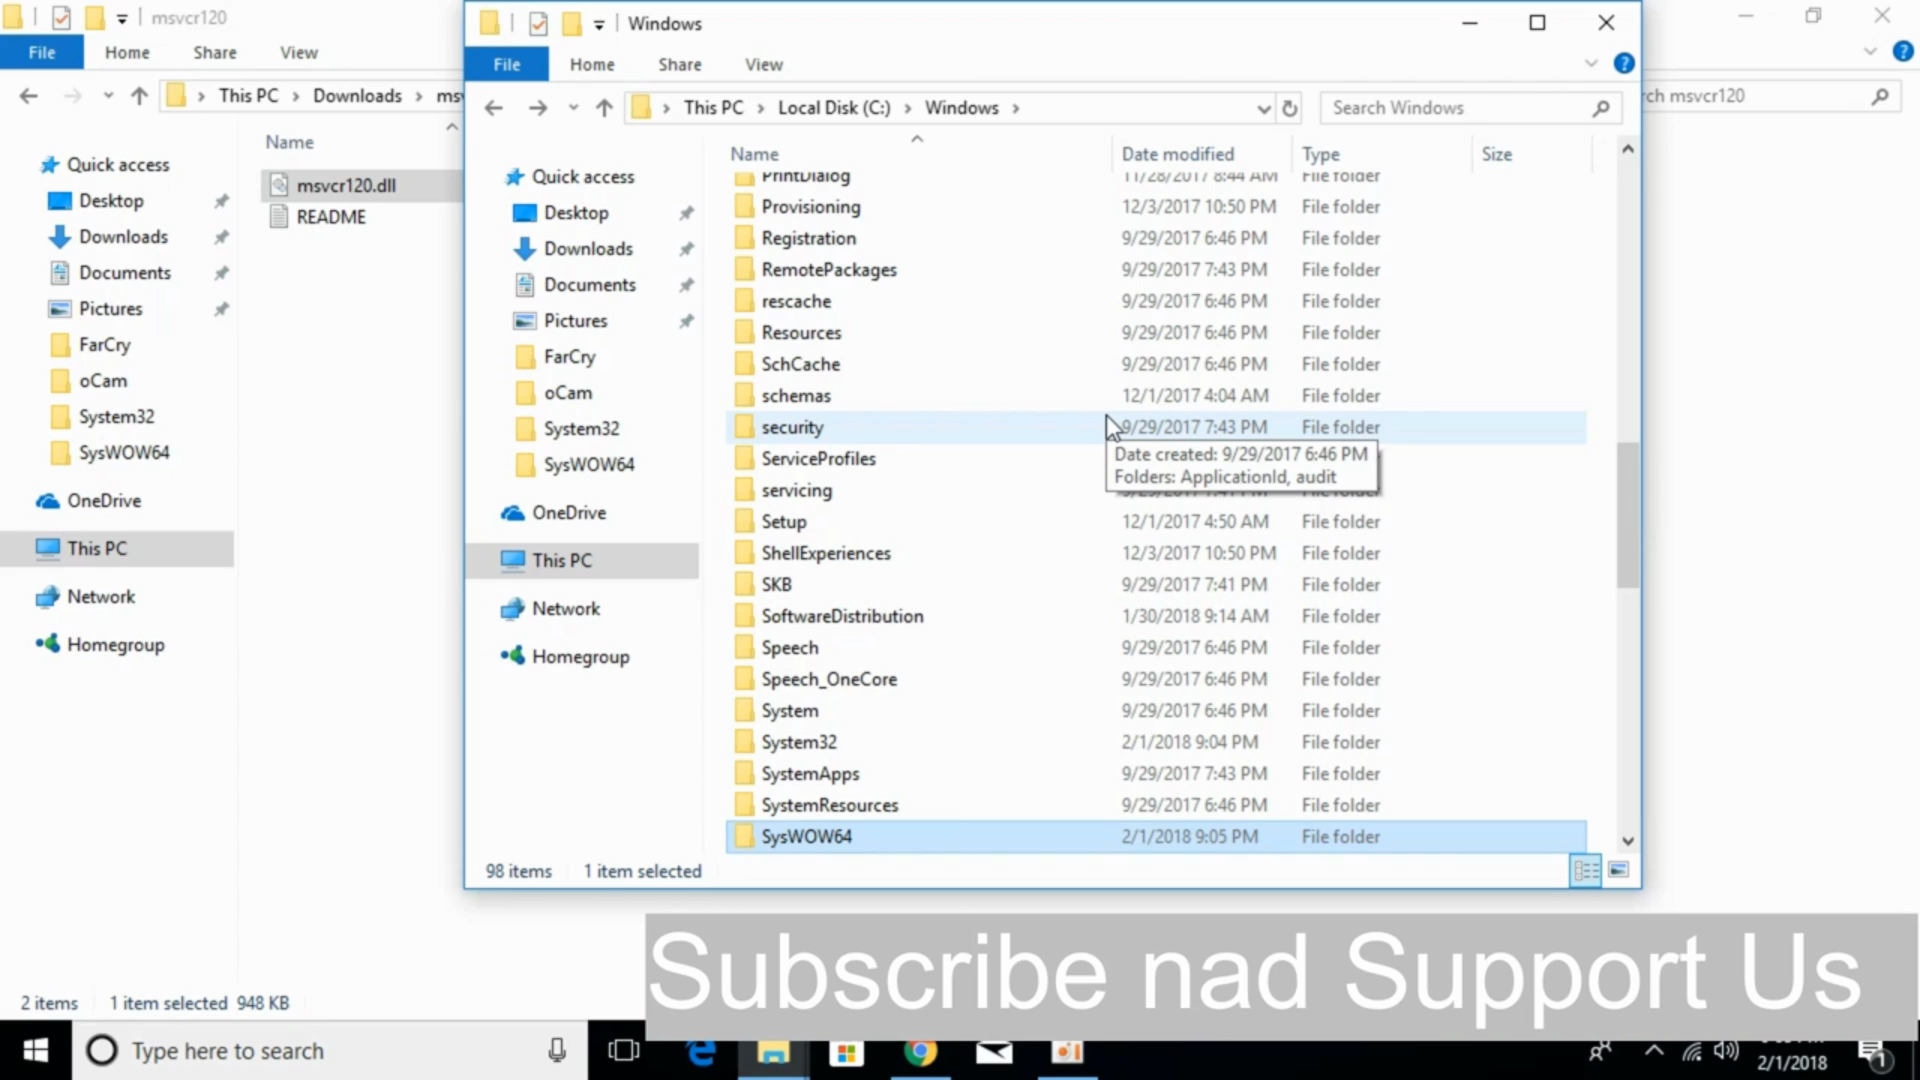 msvcr120
File
Home
Share
View
This PC
Downloads
Name
Quick access
Desktop
Downloads
Documents
Pictures
FarCry
oCam
System32
SysWOW64
OneDrive
This PC
Network
Homegroup
msvcr120.dll
README
2 items 1 item selected 948 KB
Windows
File
Home
Share
View
This PC
Local Disk (C:)
Windows
Search Windows
Quick access
Desktop
Downloads
Documents
Pictures
FarCry
oCam
System32
SysWOW64
OneDrive
This PC
Network
Homegroup
Name Date modified Type Size
PrintDialog 11/28/2017 8:44 AM File folder
Provisioning 12/3/2017 10:50 PM File folder
Registration 9/29/2017 6:46 PM File folder
RemotePackages 9/29/2017 7:43 PM File folder
rescache 9/29/2017 6:46 PM File folder
Resources 9/29/2017 6:46 PM File folder
SchCache 9/29/2017 6:46 PM File folder
schemas 12/1/2017 4:04 AM File folder
security 9/29/2017 7:43 PM File folder
Date created: 9/29/2017 6:46 PM
Folders: ApplicationId, audit
ServiceProfiles
servicing
Setup 12/1/2017 4:50 AM File folder
ShellExperiences 12/3/2017 10:50 PM File folder
SKB 9/29/2017 7:41 PM File folder
SoftwareDistribution 1/30/2018 9:14 AM File folder
Speech 9/29/2017 6:46 PM File folder
Speech_OneCore 9/29/2017 6:46 PM File folder
System 9/29/2017 6:46 PM File folder
System32 2/1/2018 9:04 PM File folder
SystemApps 9/29/2017 7:43 PM File folder
SystemResources 9/29/2017 6:46 PM File folder
SysWOW64 2/1/2018 9:05 PM File folder
98 items 1 item selected
msvcr120
Subscribe nad Support Us
Type here to search
2/1/2018
1